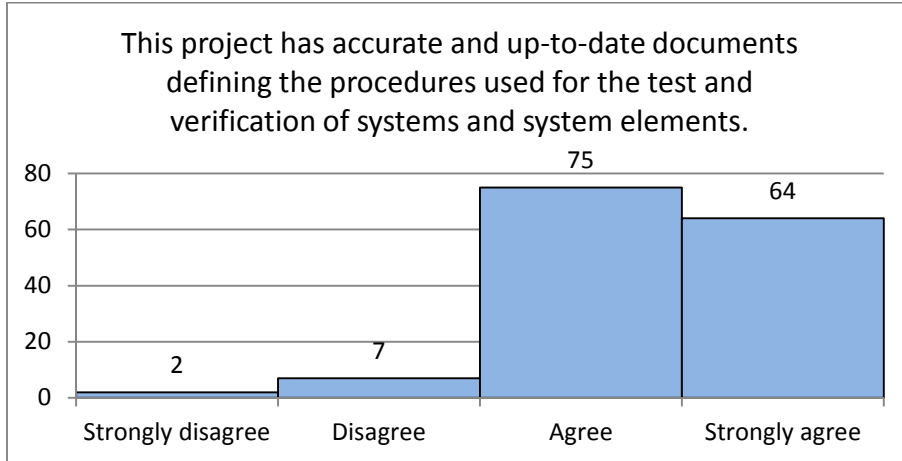 This project has accurate and up-to-date documents
defining the procedures used for the test and
verification of systems and system elements.
75
80
64
60
40
20
7
2
0
Strongly disagree Disagree Agree Strongly agree